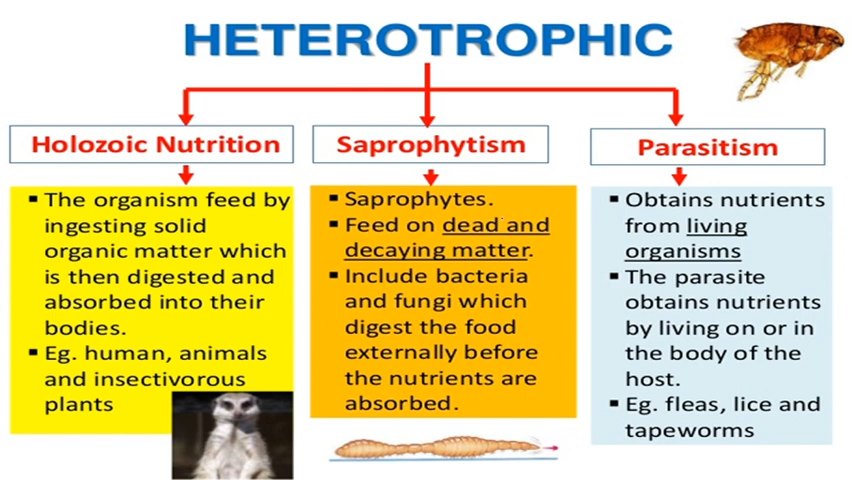 HETEROTROPHIC
Holozoic Nutrition
▪ The organism feed by
ingesting solid
organic matter which
is then digested and
absorbed into their
bodies.
▪ Eg. human, animals
and insectivorous
plants
Saprophytism
▪ Saprophytes.
▪ Feed on dead and
decaying matter.
▪ Include bacteria
and fungi which
digest the food
externally before
the nutrients are
absorbed.
Parasitism
▪ Obtains nutrients
from living
organisms
▪ The parasite
obtains nutrients
by living on or in
the body of the
host.
▪ Eg. fleas, lice and
tapeworms